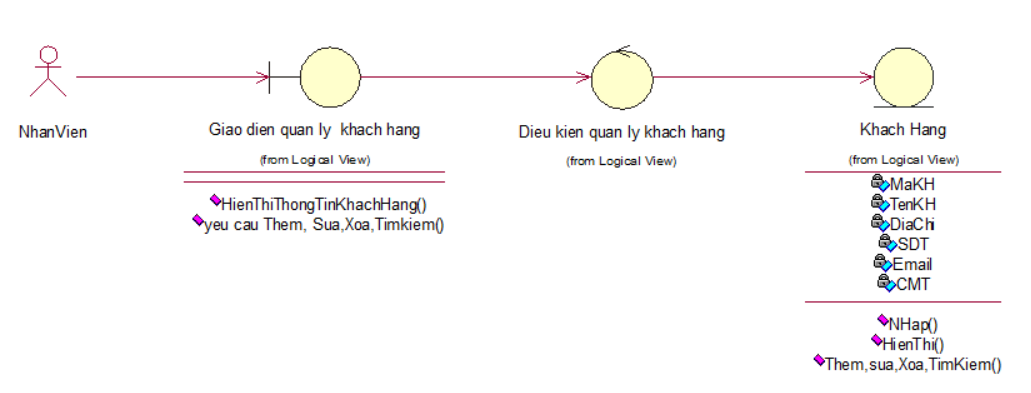 NhanVien
Giao dien quan ly khach hang
(from Logical View)
HienThiThongTinKhachHang()
yeu cau Them, Sua,Xoa,Timkiem()
Dieu kien quan ly khach hang
(from Logical View)
Khach Hang
(from Logical View)
MaKH
TenKH
DiaChi
SDT
Email
CMT
NHap()
HienThi()
Them,sua,Xoa,TimKiem()